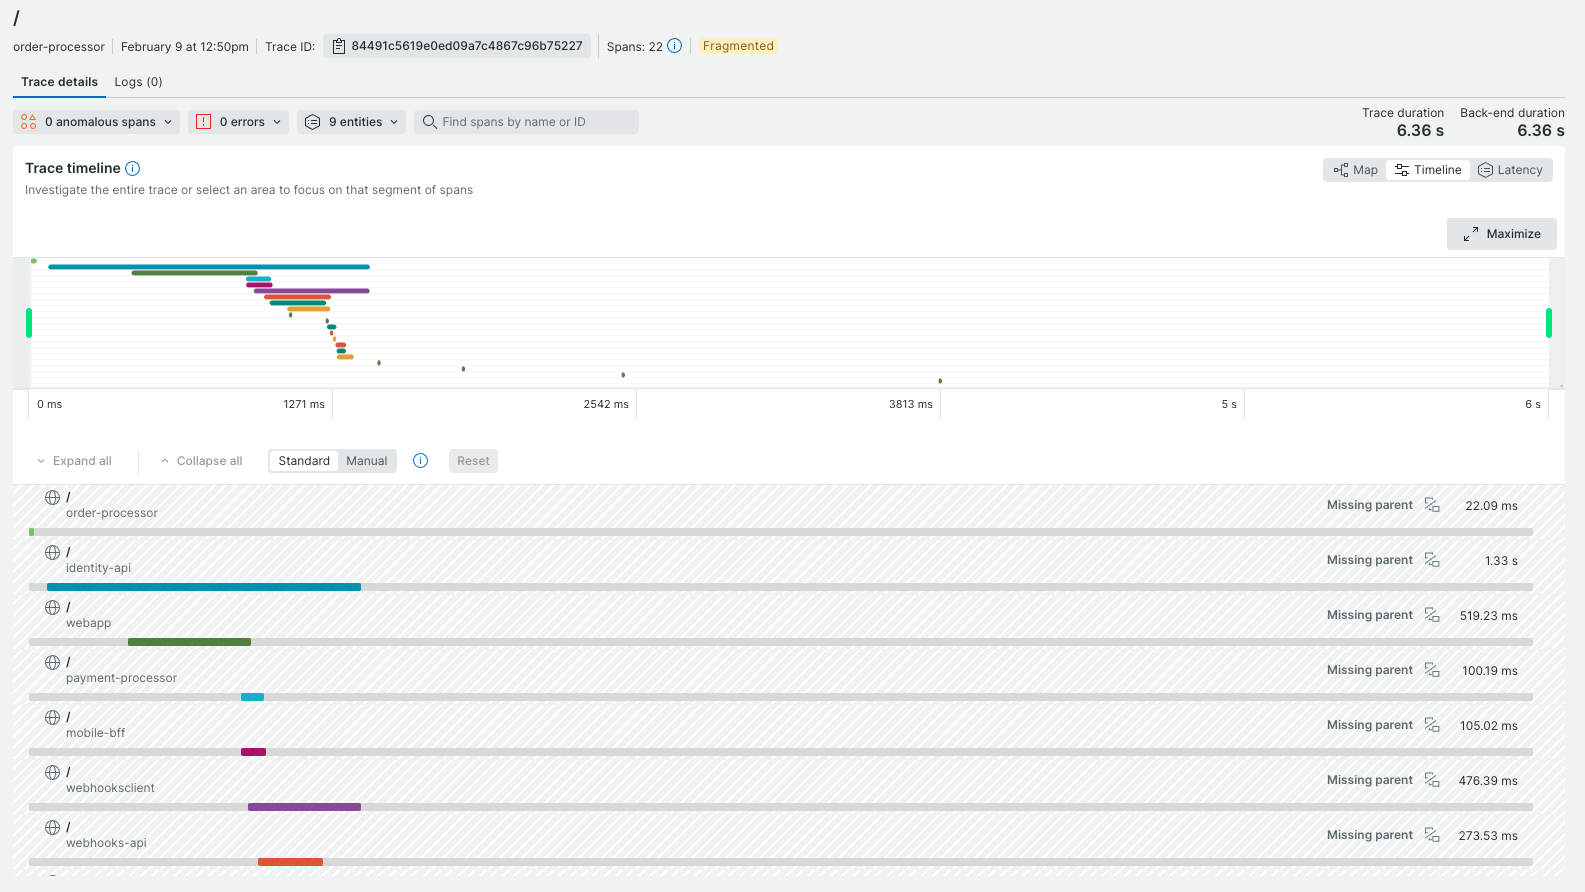 /
order-processor February 9 at 12:50pm Trace ID: 84491c5619e0ed09a7c4867c96b75227 Spans: 22 Fragmented
Trace details Logs (0)
0 anomalous spans 0 errors 9 entities Find spans by name or ID
Trace duration Back-end duration
6.36 s 6.36 s
Trace timeline
Map Timeline Latency
Investigate the entire trace or select an area to focus on that segment of spans
Maximize
0 ms 1271 ms 2542 ms 3813 ms 5 s 6 s
Expand all Collapse all Standard Manual Reset
/
order-processor Missing parent 22.09 ms
/
identity-api Missing parent 1.33 s
/
webapp Missing parent 519.23 ms
/
payment-processor Missing parent 100.19 ms
/
mobile-bff Missing parent 105.02 ms
/
webhooksclient Missing parent 476.39 ms
/
webhooks-api Missing parent 273.53 ms